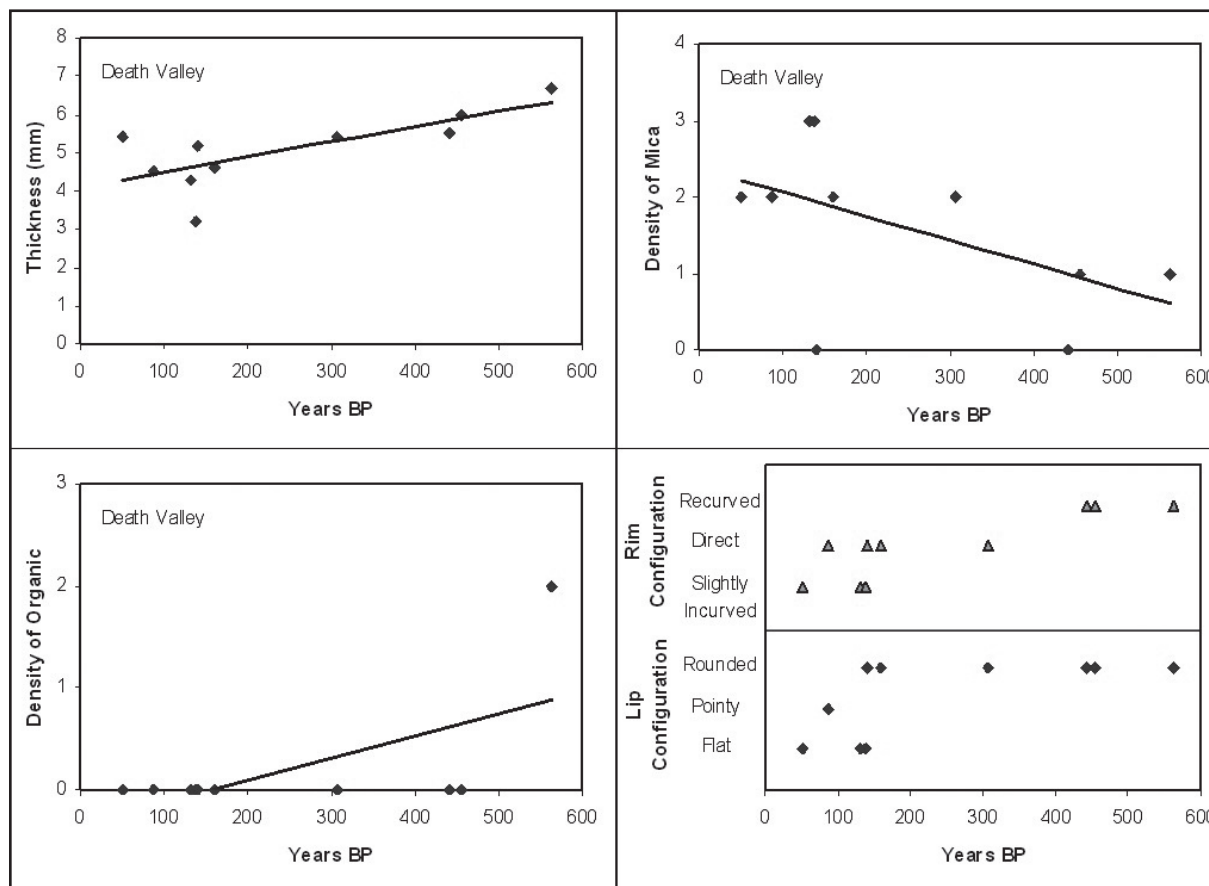 8
7
6
5
4
3
2
1
0
Death Valley
Thickness (mm)
0 100 200 300 400 500 600
Years BP
4
3
2
1
0
Death Valley
Density of Mica
0 100 200 300 400 500 600
Years BP
3
2
1
0
Death Valley
Density of Organic
0 100 200 300 400 500 600
Years BP
Rim
Configuration
Recurved
Direct
Slightly
Incurved
Lip
Configuration
Rounded
Pointy
Flat
0 100 200 300 400 500 600
Years BP